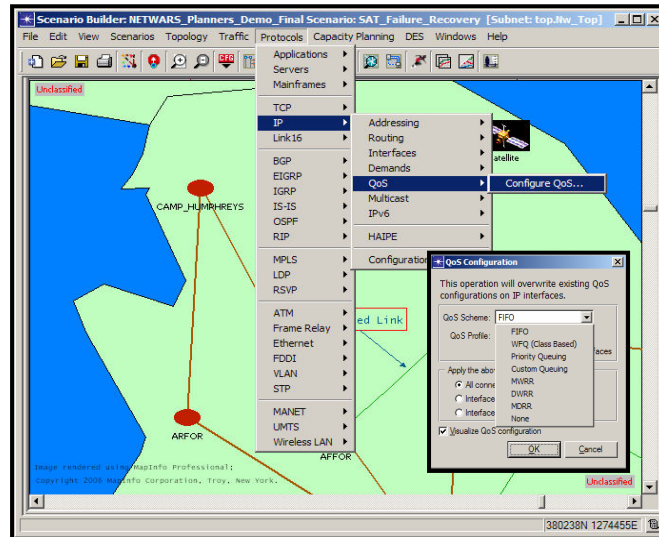 Scenario Builder: NETWARS_Planners_Demo_Final Scenario: SAT_Failure_Recovery [Subnet: top.Nw_Top]
File Edit View Scenarios Topology Traffic Protocols Capacity Planning DES Windows Help
Unclassified
Applications
Servers
Mainframes
TCP
IP
Link16
BGP
EIGRP
IGRP
IS-IS
OSPF
RIP
MPLS
LDP
RSVP
ATM
Frame Relay
Ethernet
FDDI
VLAN
STP
MANET
UMTS
Wireless LAN
Addressing
Routing
Interfaces
Demands
QoS
Multicast
IPv6
HAIPE
Configuration
Configure QoS...
atellite
CAMP_HUMPHREYS
ed Link
ARFOR
AFFOR
QoS Configuration
This operation will overwrite existing QoS
configurations on IP interfaces.
QoS Scheme: FIFO
QoS Profile:
FIFO
WFQ (Class Based)
Priority Queuing
Custom Queuing
MWRR
DWRR
MDRR
None
aces
Apply the abo
All conne
Interface
Interface
Visualize QoS configuration
OK Cancel
Image rendered using MapInfo Professional;
Copyright 2006 MapInfo Corporation, Troy, New York.
Unclassified
380238N 1274455E